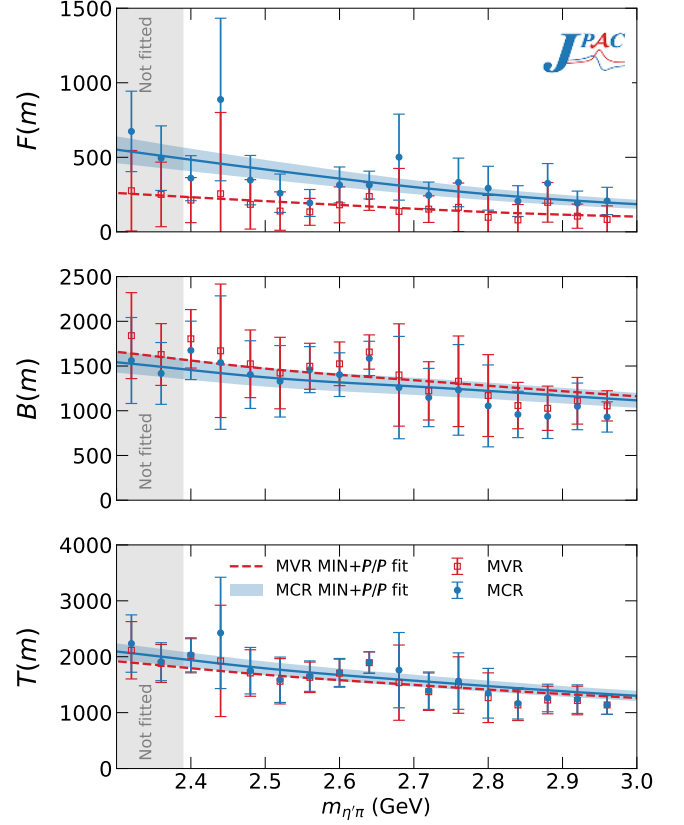 1500
1000
500
0
F(m)
Not fitted
JPAC
2500
2000
1500
1000
500
0
B(m)
Not fitted
4000
3000
2000
1000
0
T(m)
Not fitted
MVR MIN+P/P fit
MCR MIN+P/P fit
MVR
MCR
2.4 2.5 2.6 2.7 2.8 2.9 3.0
mη′π (GeV)